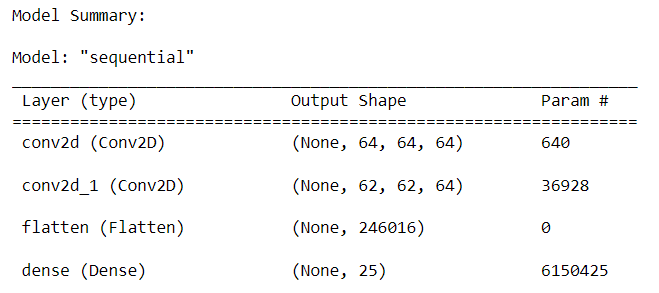 Model Summary:
Model: "sequential"
Layer (type) Output Shape Param #
conv2d (Conv2D) (None, 64, 64, 64) 640
conv2d_1 (Conv2D) (None, 62, 62, 64) 36928
flatten (Flatten) (None, 246016) 0
dense (Dense) (None, 25) 6150425